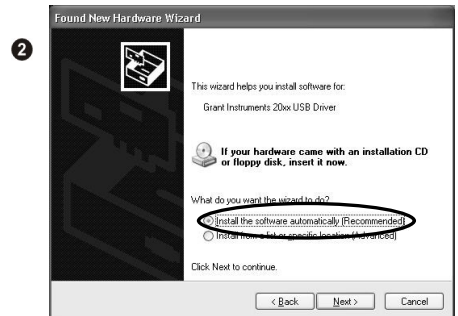 Found New Hardware Wizard
2
This wizard helps you install software for:
Grant Instruments 20xx USB Driver
If your hardware came with an installation CD
or floppy disk, insert it now.
What do you want the wizard to do?
Install the software automatically (Recommended)
Install from a list or specific location (Advanced)
Click Next to continue.
< Back Next > Cancel